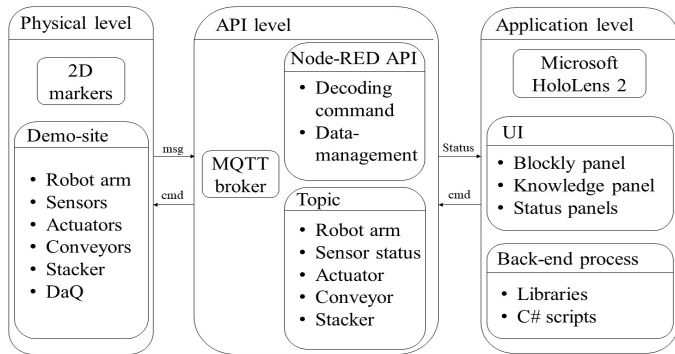 Physical level
2D
markers
Demo-site
• Robot arm
• Sensors
• Actuators
• Conveyors
• Stacker
• DaQ
msg
cmd
API level
Node-RED API
• Decoding
command
• Data-
management
MQTT
broker
Topic
• Robot arm
• Sensor status
• Actuator
• Conveyor
• Stacker
Status
cmd
Application level
Microsoft
HoloLens 2
UI
• Blockly panel
• Knowledge panel
• Status panels
Back-end process
• Libraries
• C# scripts